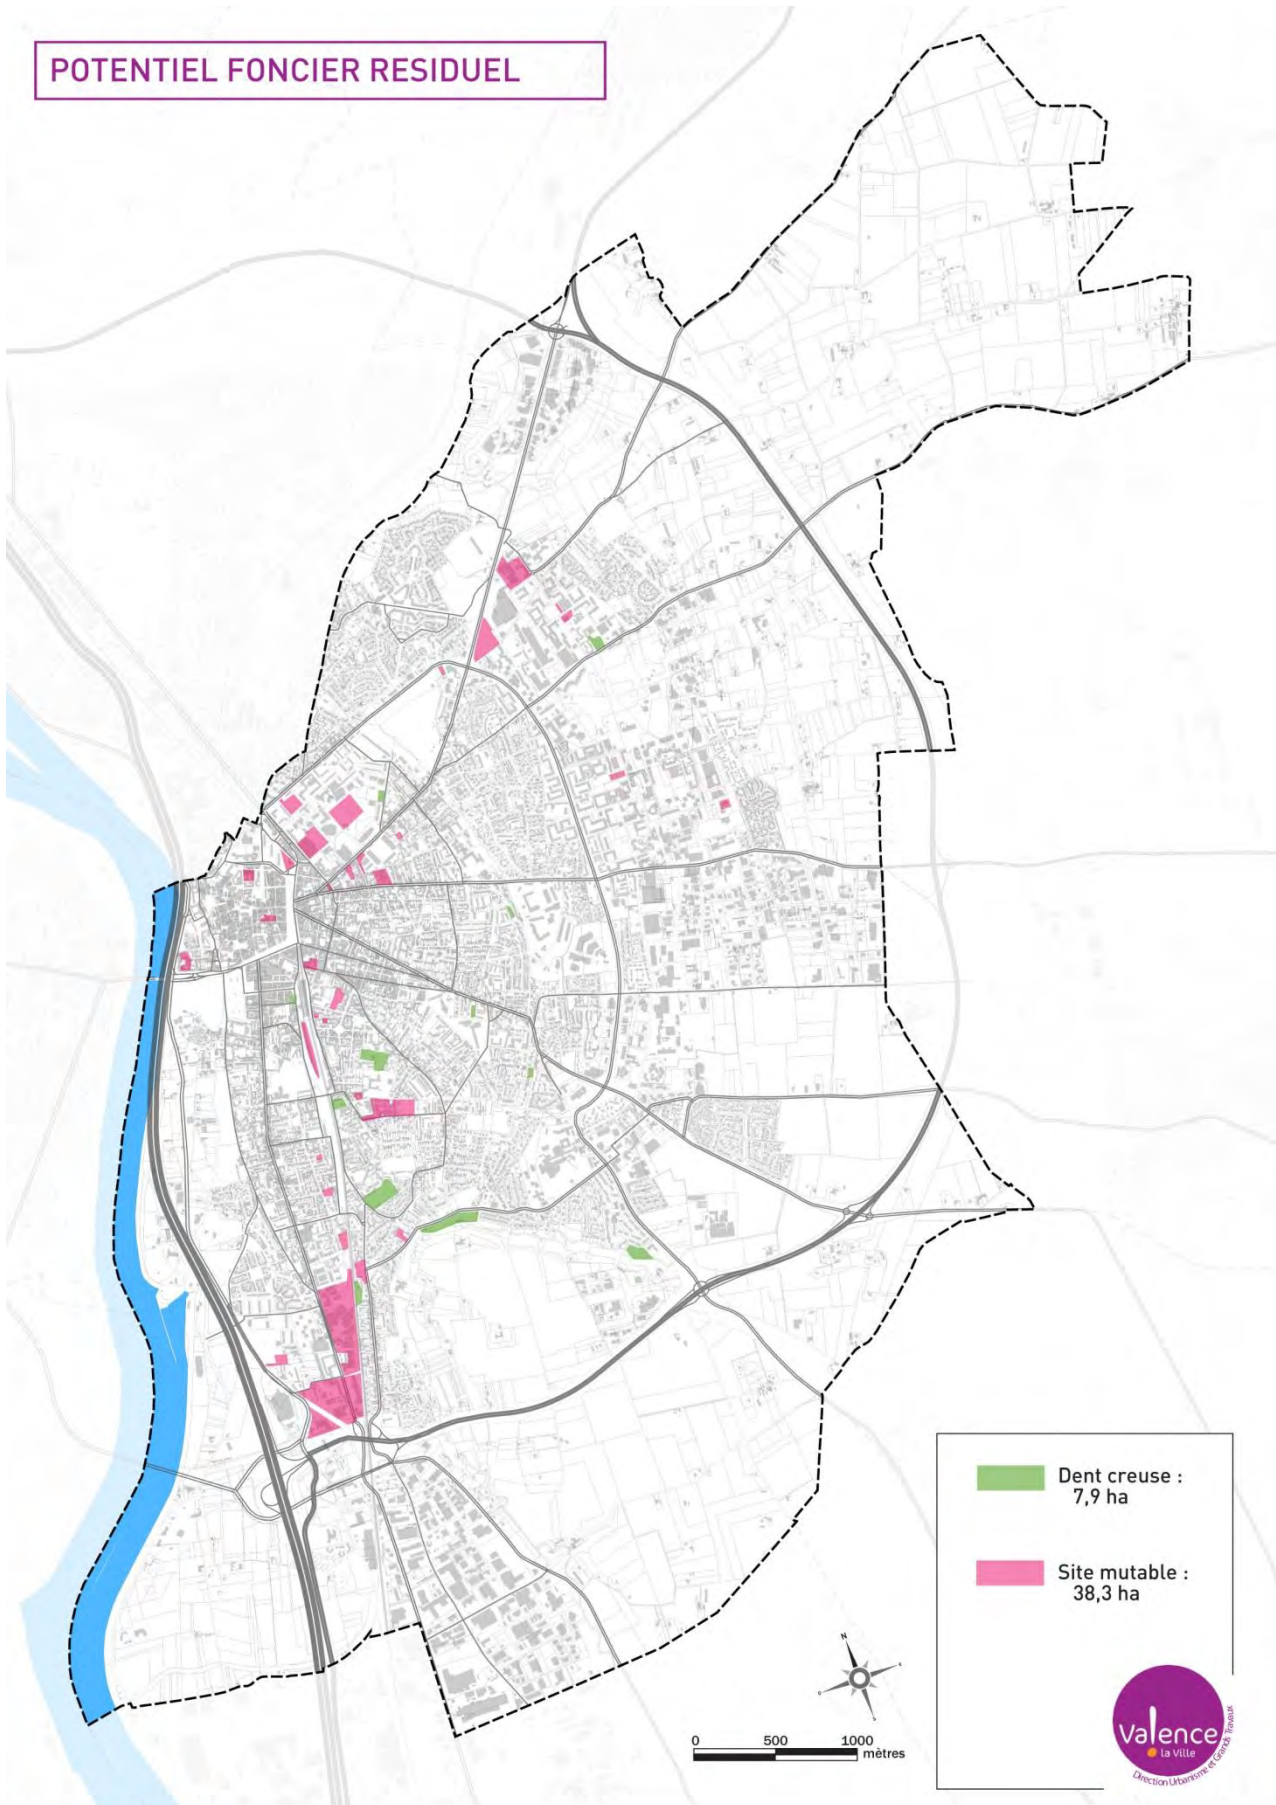 POTENTIEL FONCIER RESIDUEL
Dent creuse :
7,9 ha
Site mutable :
38,3 ha
N
0 500 1000
mètres
Valence
la Ville
Direction Urbanisme et Grands Travaux